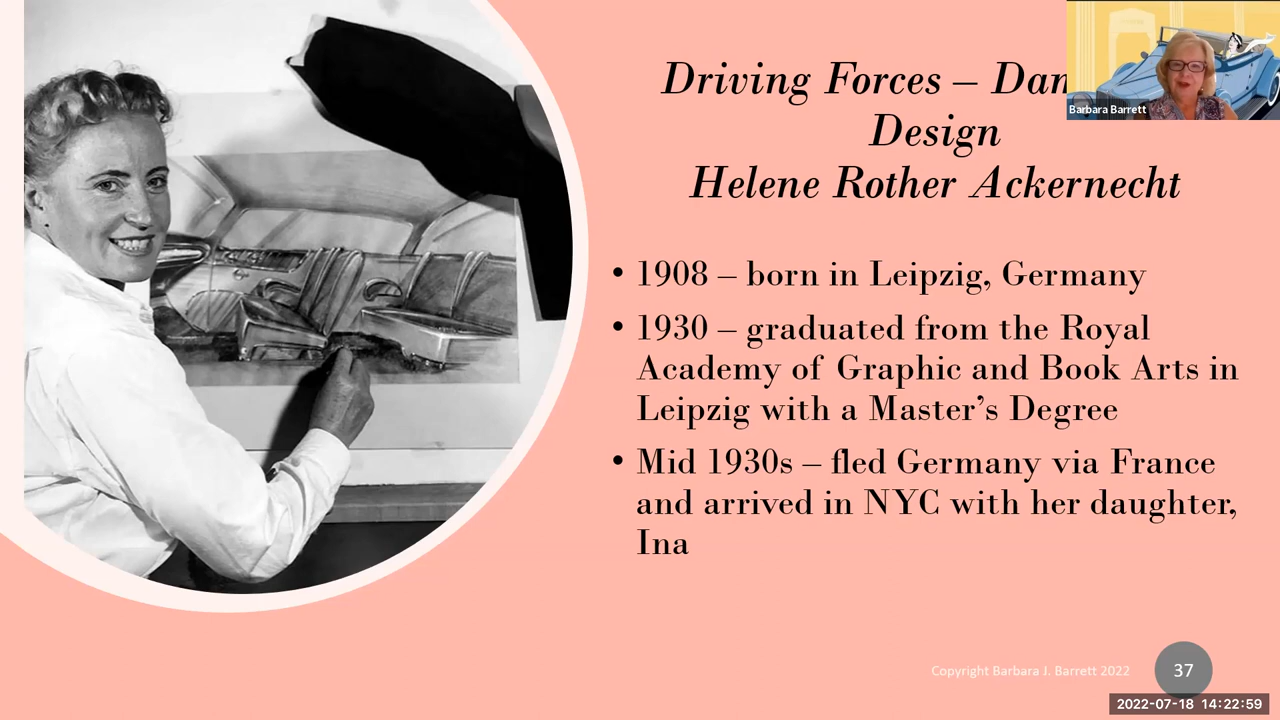 Driving Forces –
Design
Helene Rother Ackernecht
• 1908 – born in Leipzig, Germany
• 1930 – graduated from the Royal
Academy of Graphic and Book Arts in
Leipzig with a Master’s Degree
• Mid 1930s – fled Germany via France
and arrived in NYC with her daughter,
Ina
Barbara Barrett
Copyright Barbara J. Barrett 2022
37
2022-07-18 14:22:59